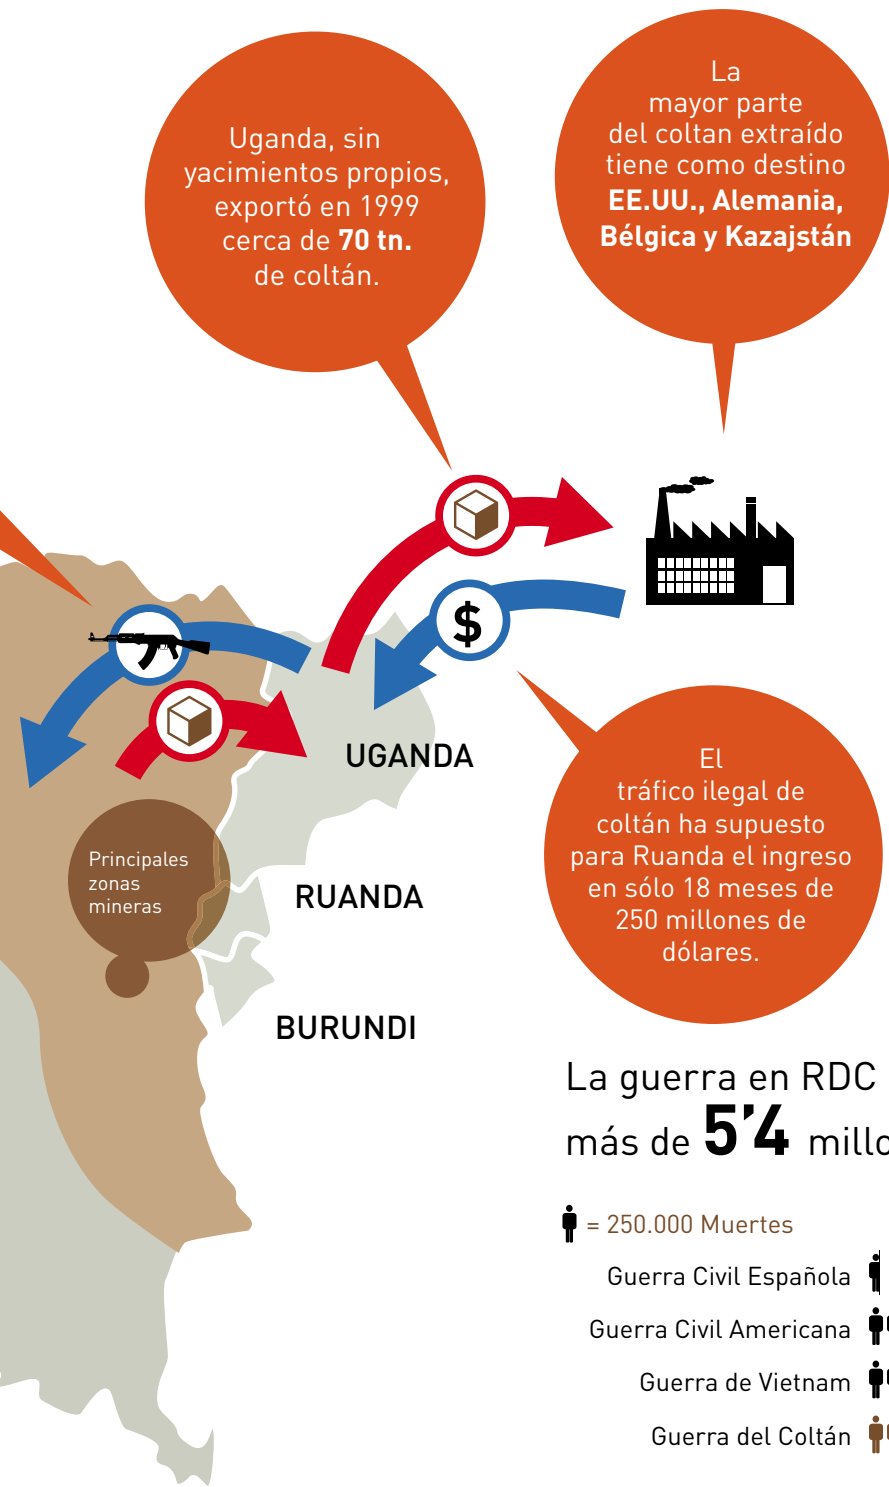 Uganda, sin
yacimientos propios,
exportó en 1999
cerca de 70 tn.
de coltán.
La
mayor parte
del coltan extraído
tiene como destino
EE.UU., Alemania,
Bélgica y Kazajstán
$
UGANDA
El
tráfico ilegal de
coltán ha supuesto
para Ruanda el ingreso
en sólo 18 meses de
250 millones de
dólares.
Principales
zonas
mineras
RUANDA
BURUNDI
La guerra en RDC
más de 5'4
= 250.000 Muertes
Guerra Civil Española
Guerra Civil Americana
Guerra de Vietnam
Guerra del Coltán